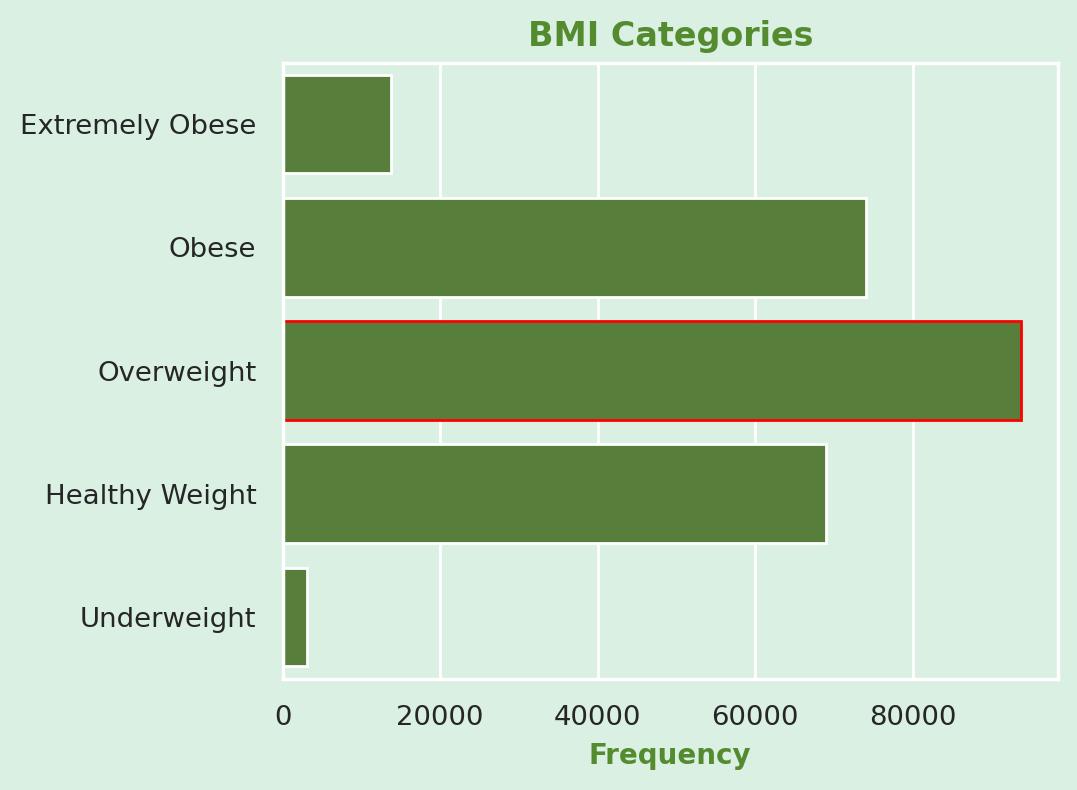 BMI Categories
Extremely Obese
Obese
Overweight
Healthy Weight
Underweight
0 20000 40000 60000 80000
Frequency